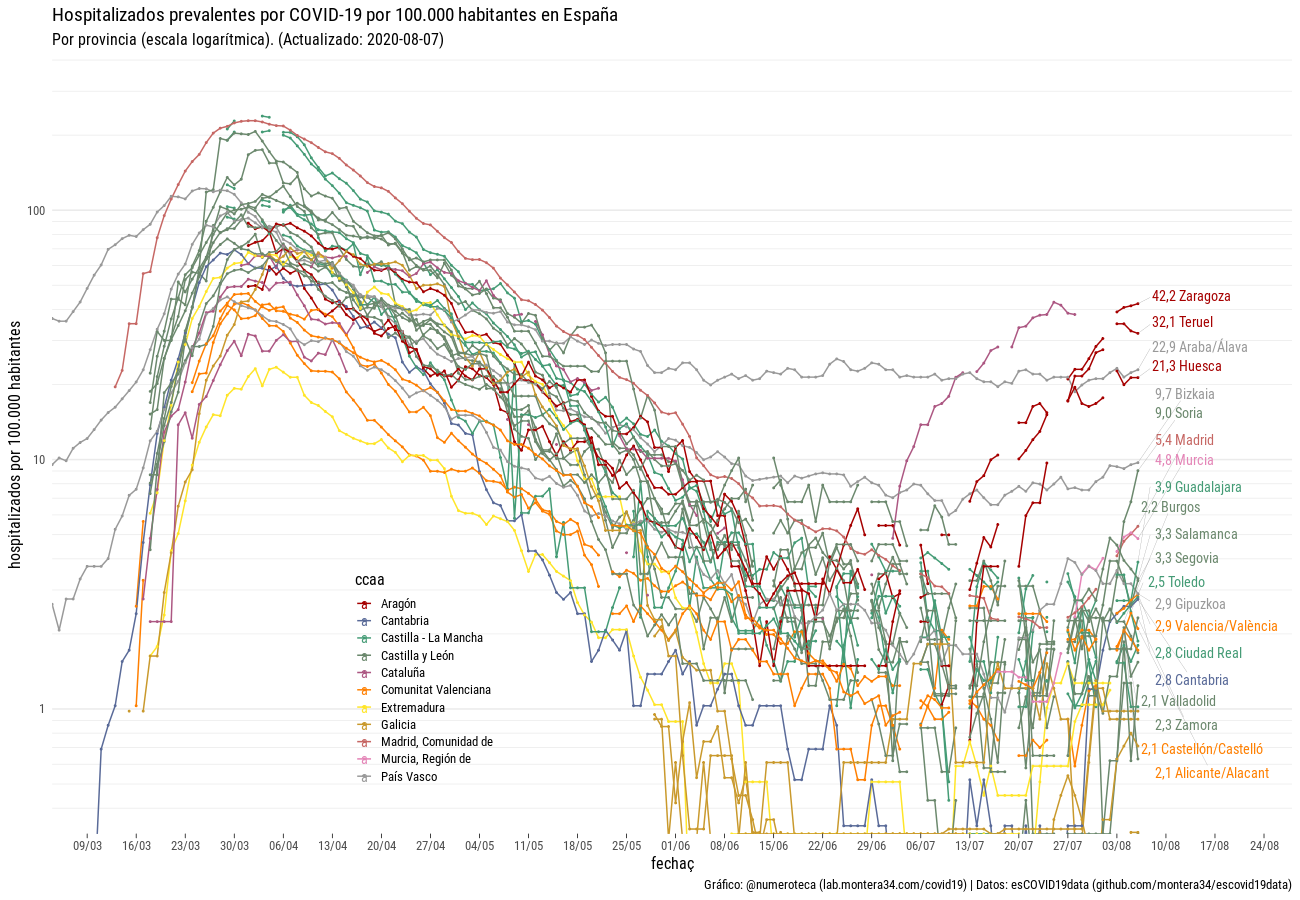 Hospitalizados prevalentes por COVID-19 por 100.000 habitantes en España
Por provincia (escala logarítmica). (Actualizado: 2020-08-07)
hospitalizados por 100.000 habitantes
100
10
1
42,2 Zaragoza
32,1 Teruel
22,9 Araba/Álava
21,3 Huesca
9,7 Bizkaia
9,0 Soria
5,4 Madrid
4,8 Murcia
3,9 Guadalajara
2,2 Burgos
3,3 Salamanca
3,3 Segovia
2,5 Toledo
2,9 Gipuzkoa
2,9 Valencia/València
2,8 Ciudad Real
2,8 Cantabria
2,1 Valladolid
2,3 Zamora
2,1 Castellón/Castelló
2,1 Alicante/Alacant
ccaa
Aragón
Cantabria
Castilla - La Mancha
Castilla y León
Cataluña
Comunitat Valenciana
Extremadura
Galicia
Madrid, Comunidad de
Murcia, Región de
País Vasco
09/03 16/03 23/03 30/03 06/04 13/04 20/04 27/04 04/05 11/05 18/05 25/05 01/06 08/06 15/06 22/06 29/06 06/07 13/07 20/07 27/07 03/08 10/08 17/08 24/08
fechaç
Gráfico: @numeroteca (lab.montera34.com/covid19) | Datos: esCOVID19data (github.com/montera34/escovid19data)